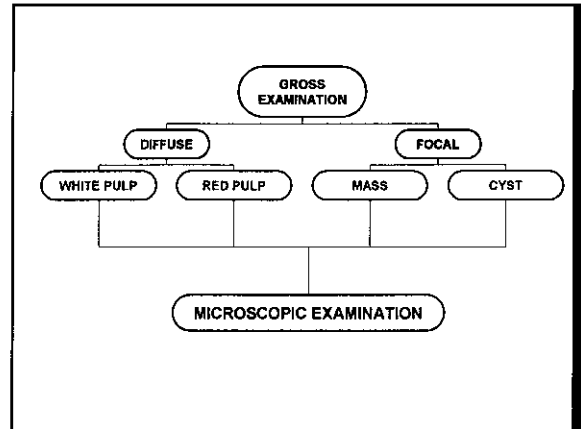 GROSS
EXAMINATION
DIFFUSE
FOCAL
WHITE PULP
RED PULP
MASS
CYST
MICROSCOPIC EXAMINATION